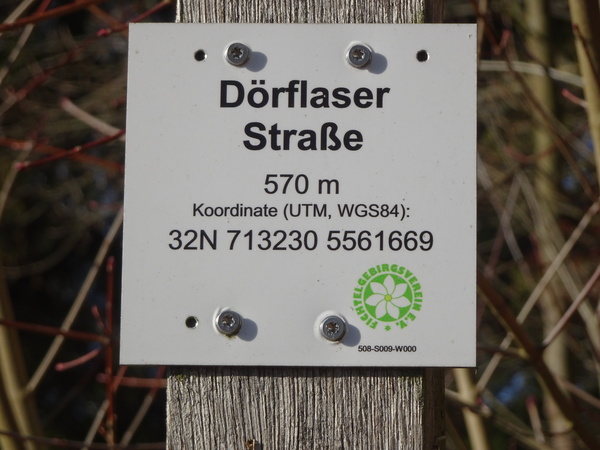 Dörflaser
Straße
570 m
Koordinate (UTM, WGS84):
32N 713230 5561669
FICHTELGEBIRGSVEREIN E.V.
508-S009-W000